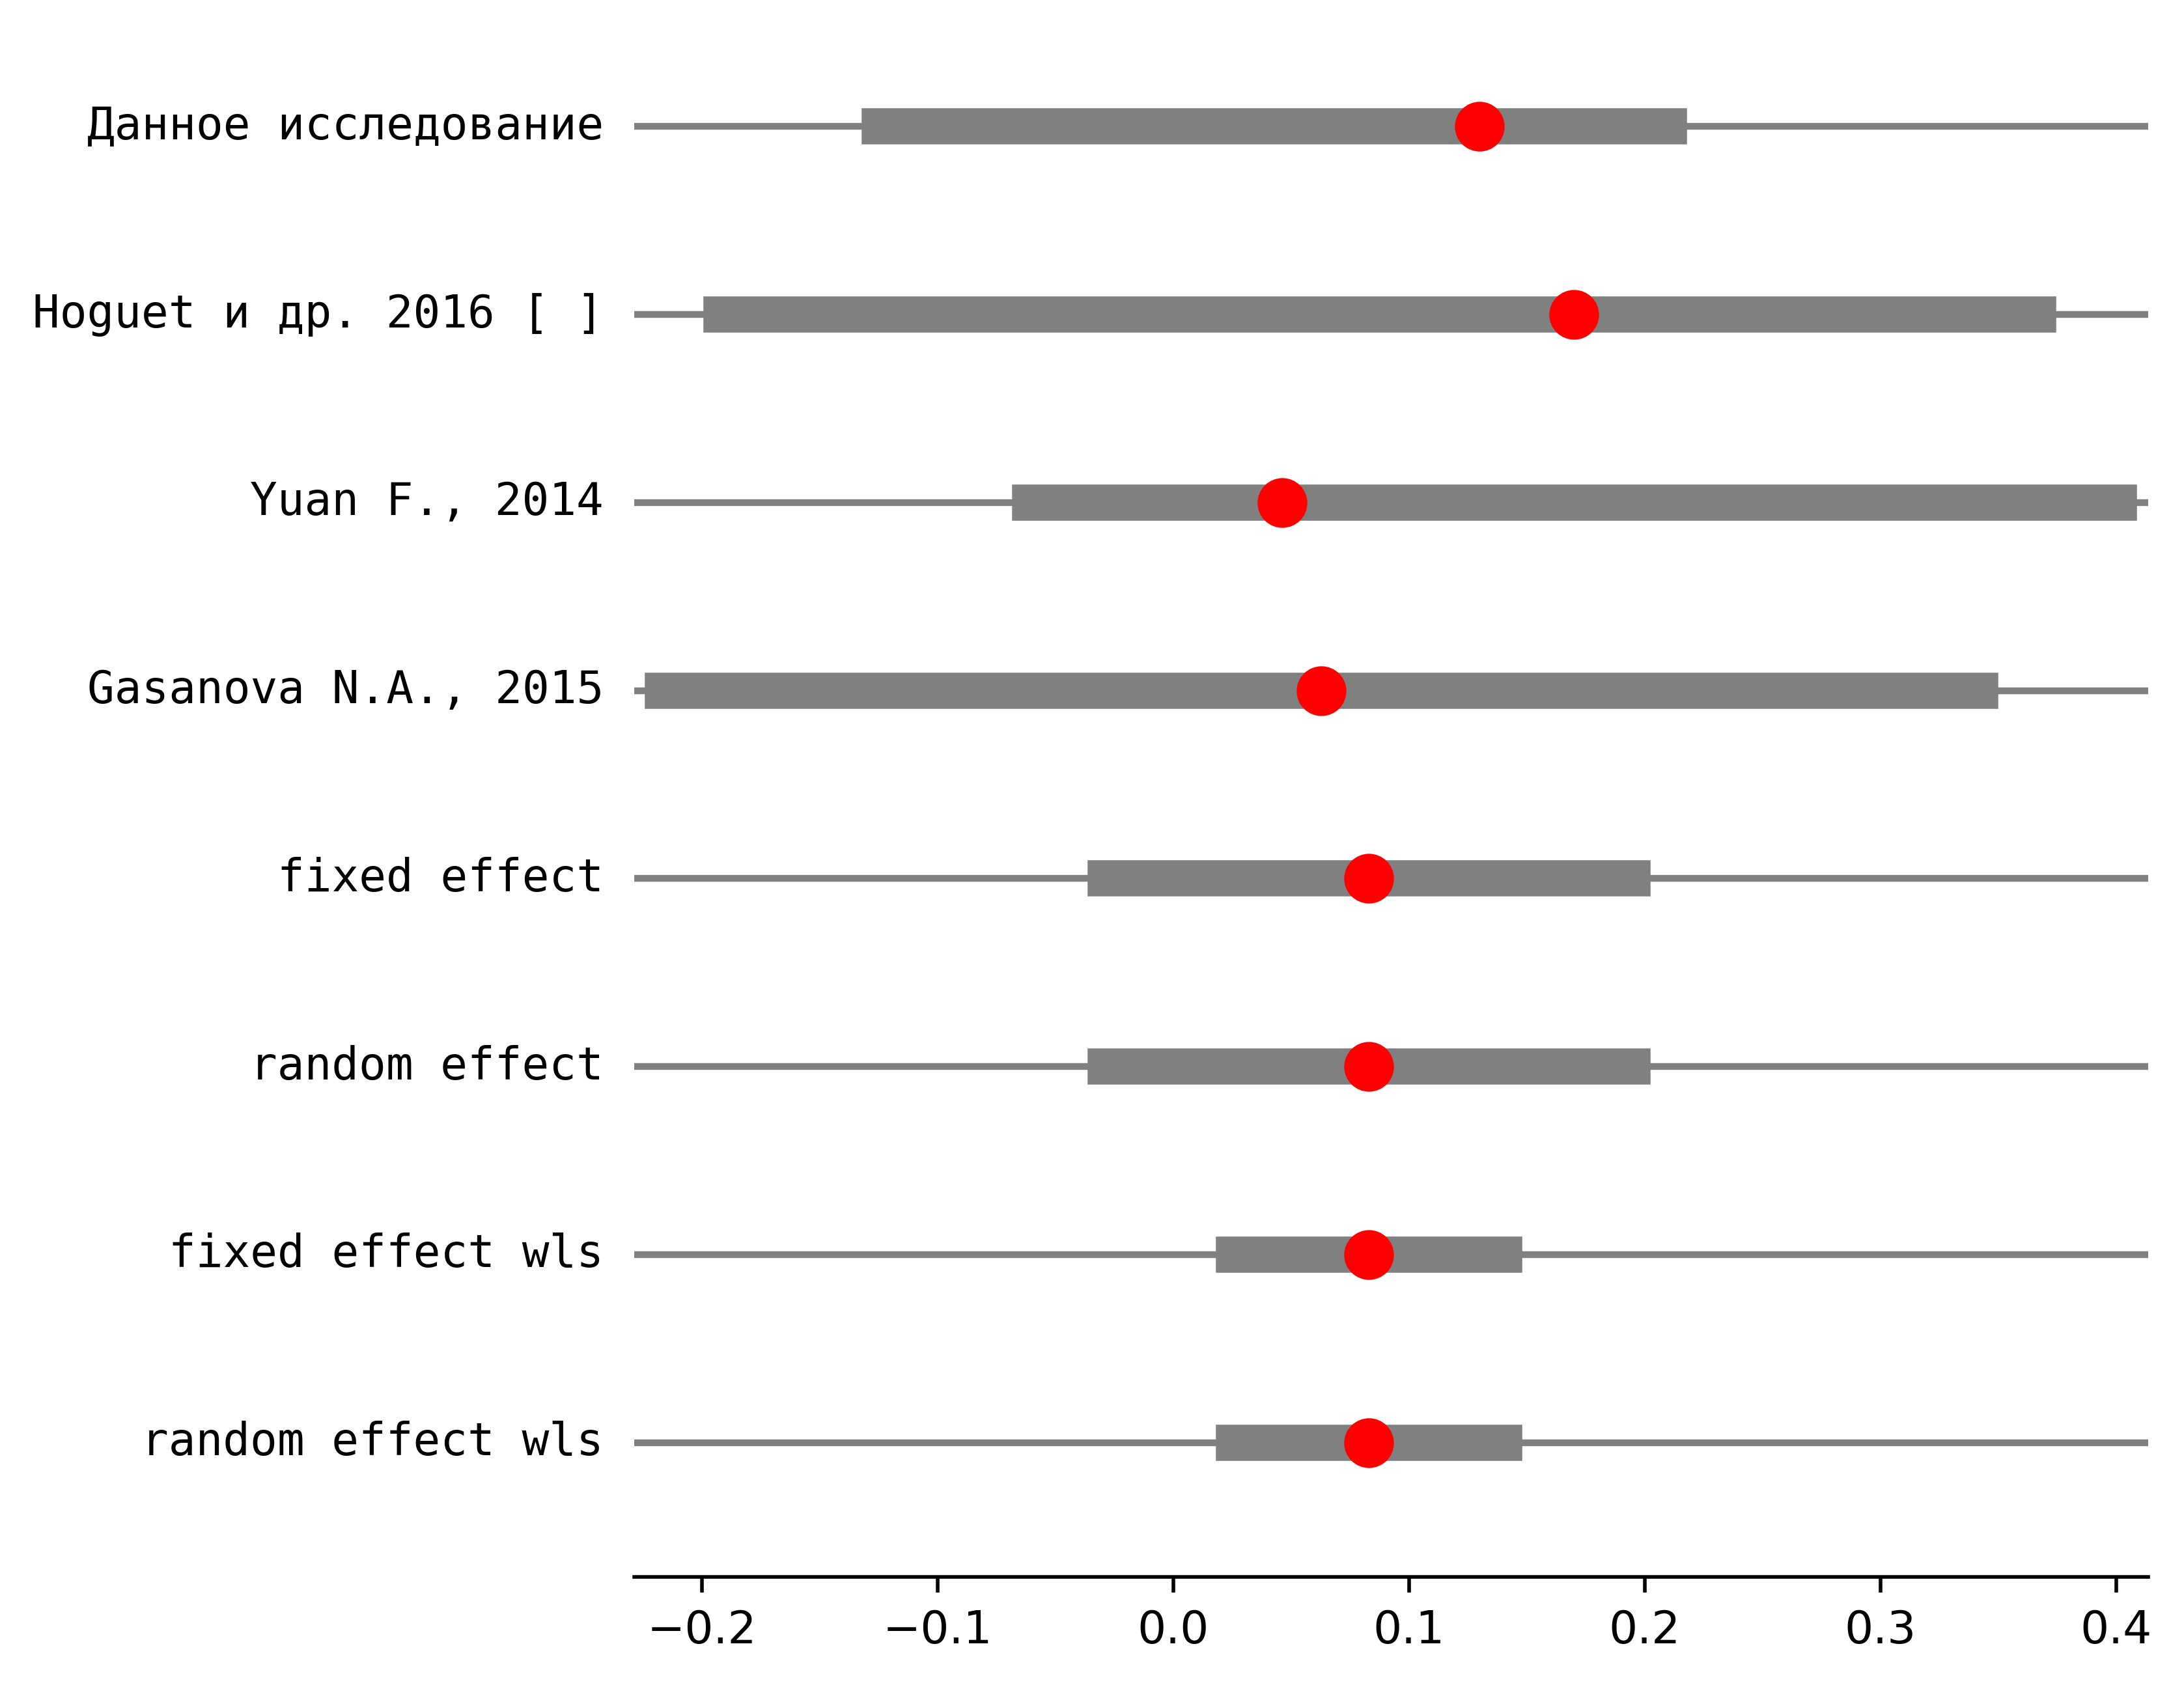 Данное исследование
Hoguet и др. 2016 [ ]
Yuan F., 2014
Gasanova N.A., 2015
fixed effect
random effect
fixed effect wls
random effect wls
−0.2 −0.1 0.0 0.1 0.2 0.3 0.4